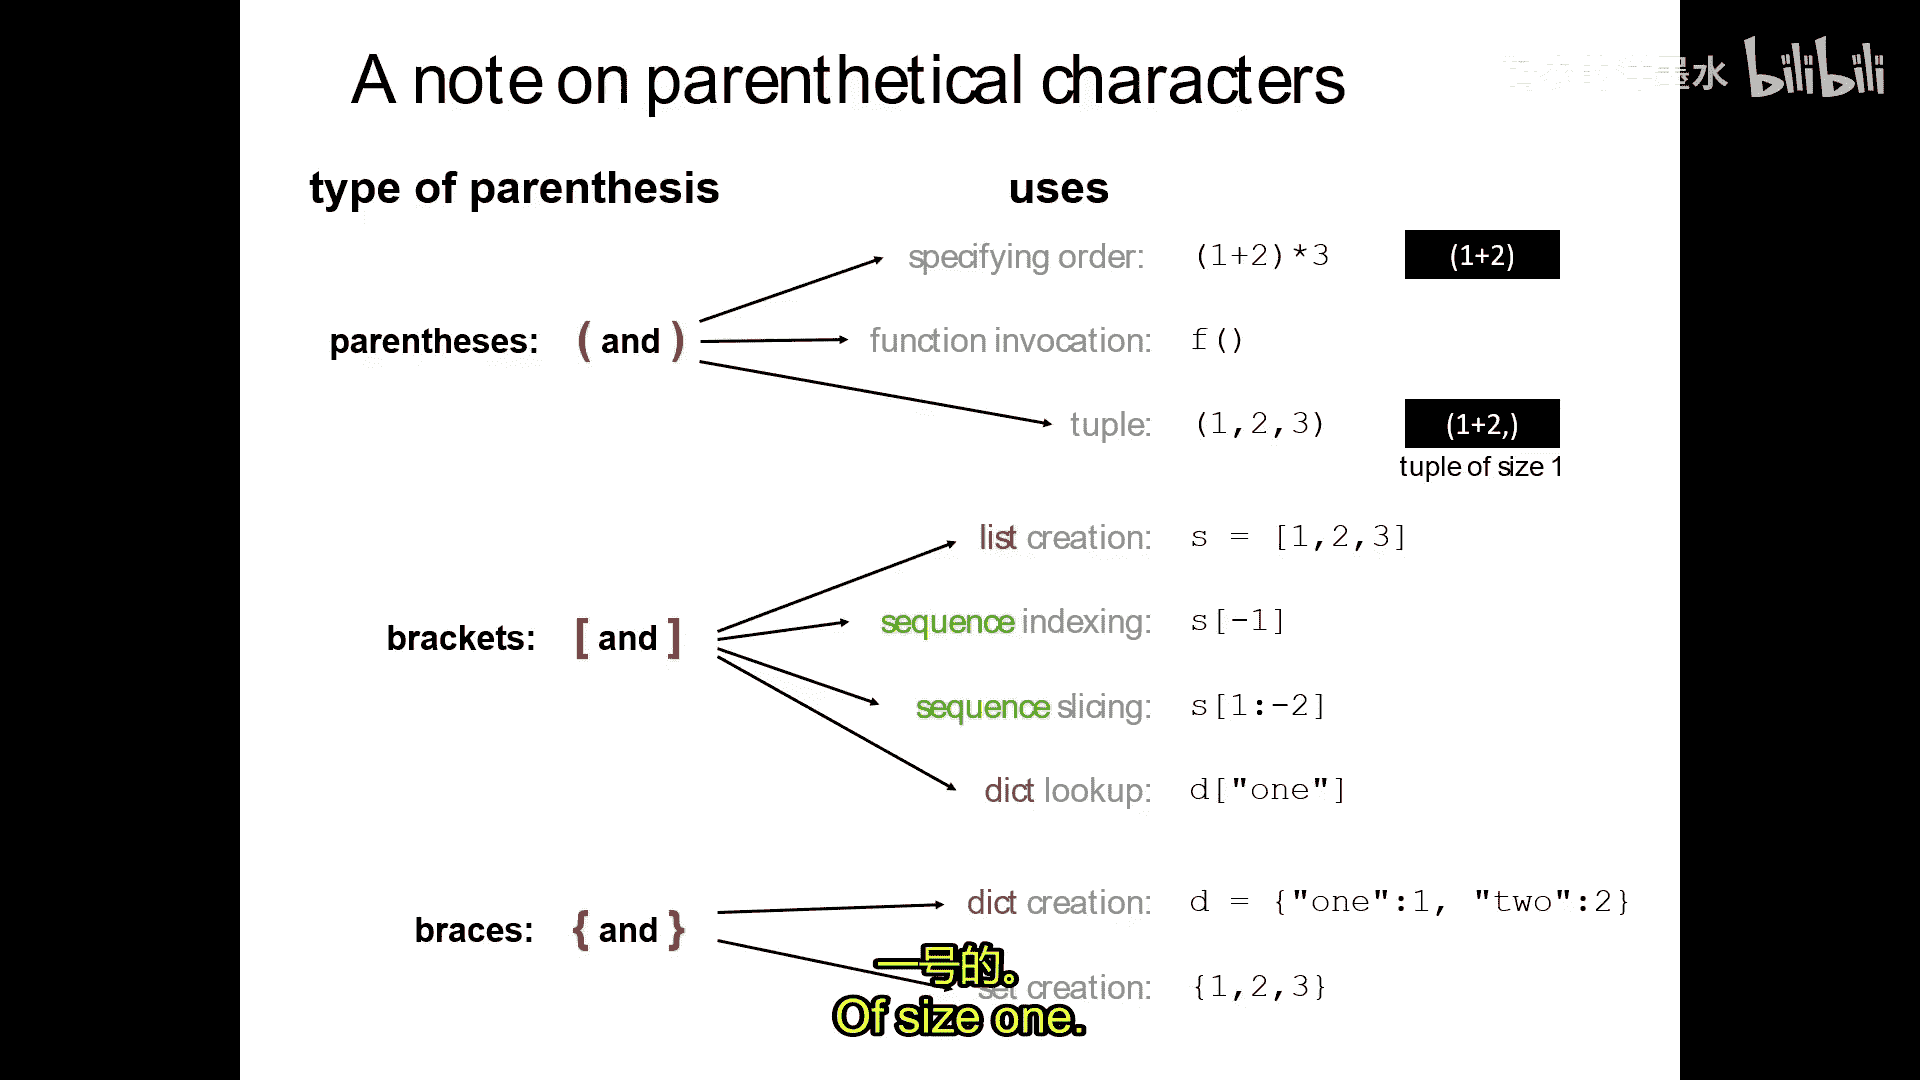 A note on parenthetical characters
水 bilibili
type of parenthesis
uses
specifying order: (1+2)*3
(1+2)
parentheses: ( and )
function invocation: f()
tuple: (1,2,3)
(1+2,)
tuple of size 1
list creation: s = [1,2,3]
sequence indexing: s[-1]
brackets: [ and ]
sequence slicing: s[1:-2]
dict lookup: d["one"]
dict creation: d = {"one":1, "two":2}
braces: { and }
set creation: {1,2,3}
一号的。
Of size one.